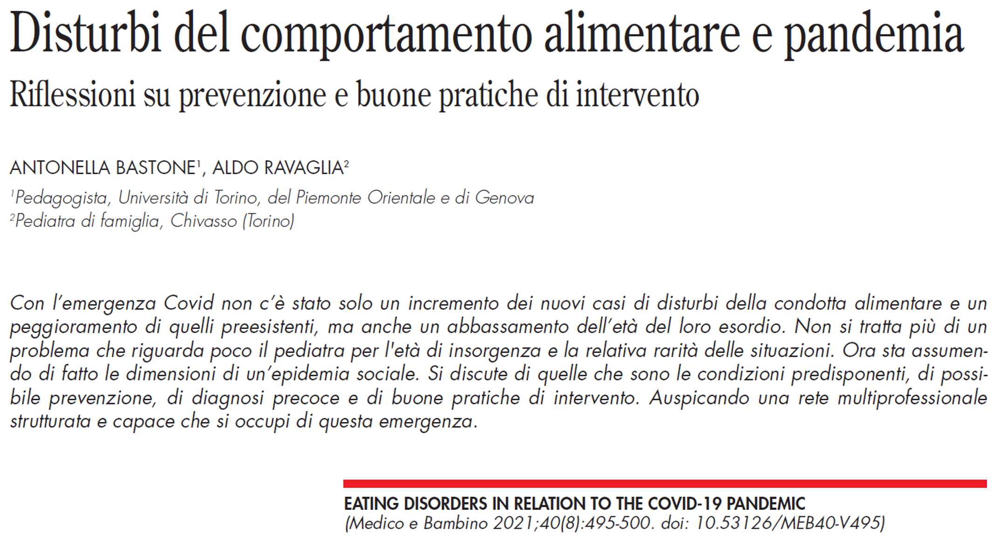 Disturbi del comportamento alimentare e pandemia
Riflessioni su prevenzione e buone pratiche di intervento
ANTONELLA BASTONE¹, ALDO RAVAGLIA²
¹Pedagogista, Università di Torino, del Piemonte Orientale e di Genova
²Pediatra di famiglia, Chivasso (Torino)
Con l’emergenza Covid non c’è stato solo un incremento dei nuovi casi di disturbi della condotta alimentare e un
peggioramento di quelli preesistenti, ma anche un abbassamento dell’età del loro esordio. Non si tratta più di un
problema che riguarda poco il pediatra per l'età di insorgenza e la relativa rarità delle situazioni. Ora sta assumen-
do di fatto le dimensioni di un’epidemia sociale. Si discute di quelle che sono le condizioni predisponenti, di possi-
bile prevenzione, di diagnosi precoce e di buone pratiche di intervento. Auspicando una rete multiprofessionale
strutturata e capace che si occupi di questa emergenza.
EATING DISORDERS IN RELATION TO THE COVID-19 PANDEMIC
(Medico e Bambino 2021;40(8):495-500. doi: 10.53126/MEB40-V495)